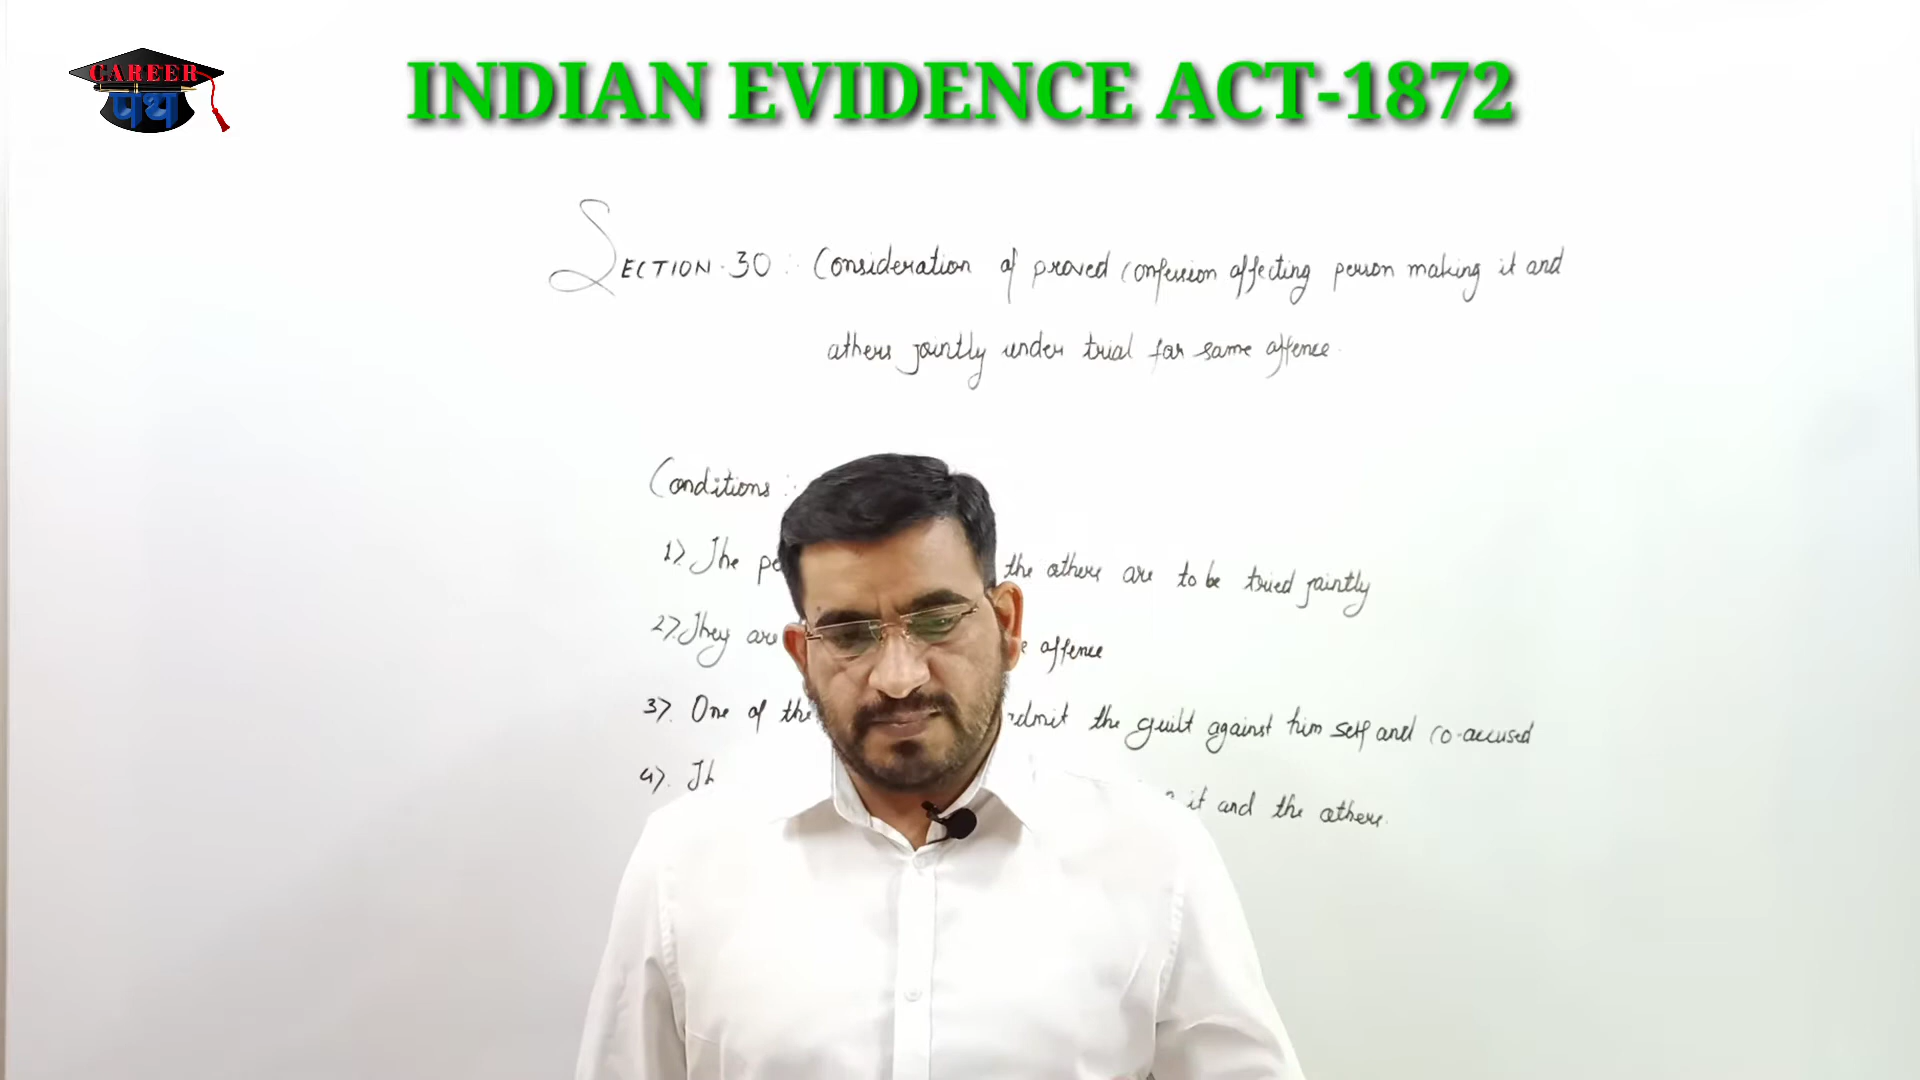 CAREER
पथ
INDIAN EVIDENCE ACT-1872
SECTION-30 :- Consideration of proved confession affecting person making it and
others jointly under trial for same offence.
Conditions :-
1). The the others are to be tried jointly
2). They are offence
3). One of the admit the guilt against him self and co-accused
4). it and the others.